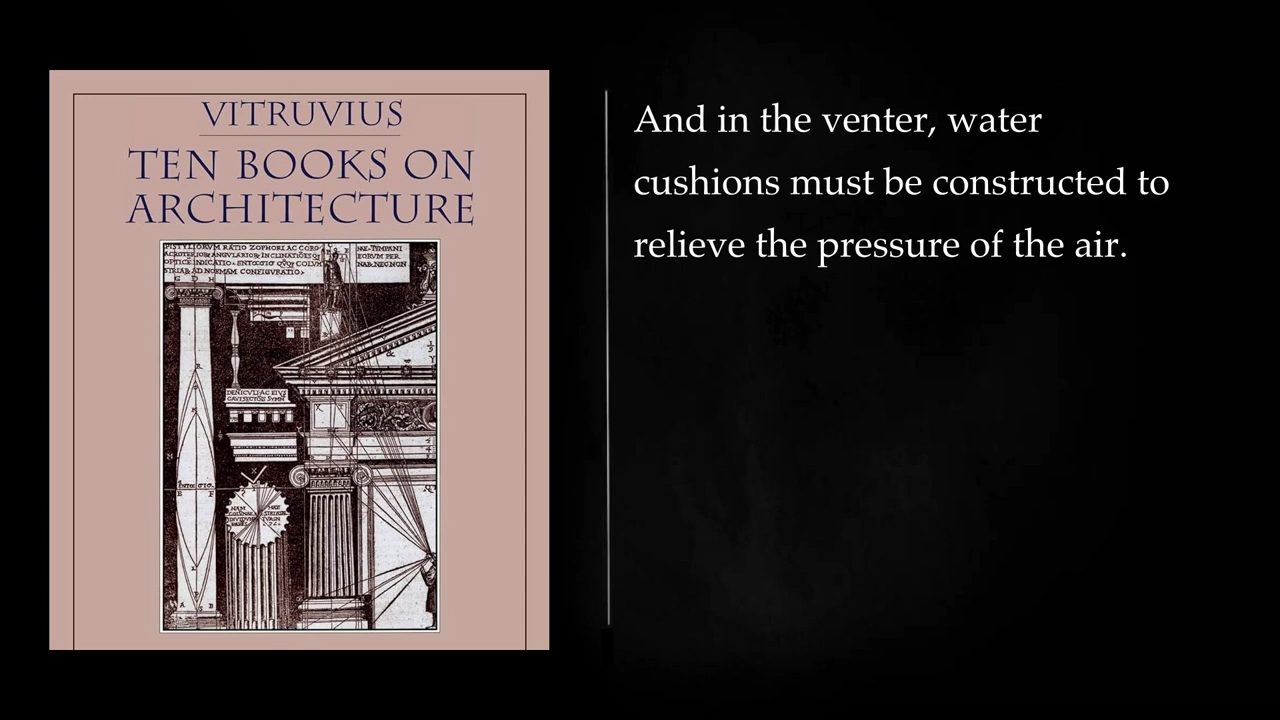 VITRUVIUS
TEN BOOKS ON
ARCHITECTURE
And in the venter, water
cushions must be constructed to
relieve the pressure of the air.